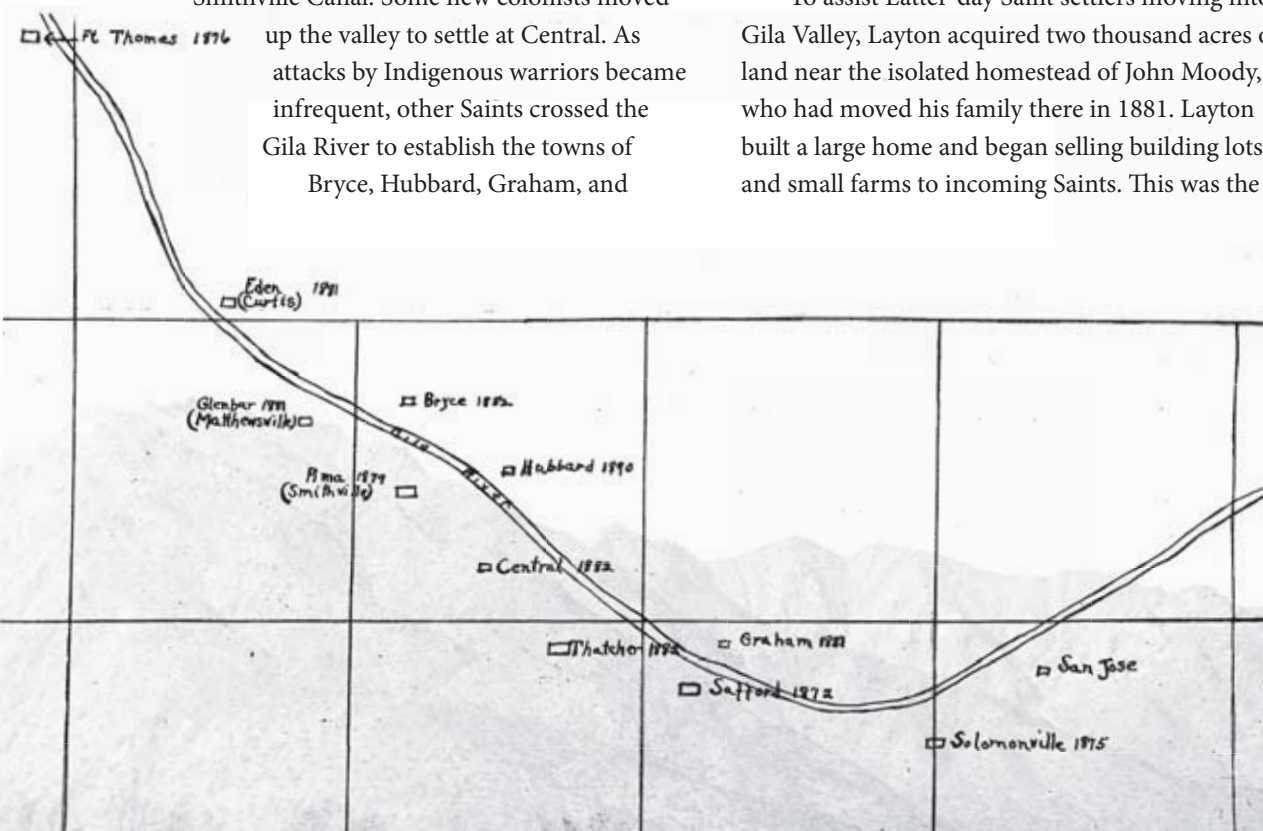 Smithville Canal. Some new colonists moved
up the valley to settle at Central. As
attacks by Indigenous warriors became
infrequent, other Saints crossed the
Gila River to establish the towns of
Bryce, Hubbard, Graham, and
To assist Latter-day Saint settlers moving into
Gila Valley, Layton acquired two thousand acres o
land near the isolated homestead of John Moody,
who had moved his family there in 1881. Layton
built a large home and began selling building lots
and small farms to incoming Saints. This was the
Ft Thomas 1876
Eden 1881
(Curtis)
Glenbar 1881
(Matthewsville)
Bryce 1882
Gila River
Hubbard 1890
Pima 1879
(Smithville)
Central 1882
Thatcher 1882
Graham 1881
Safford 1872
San Jose
Solomonville 1875